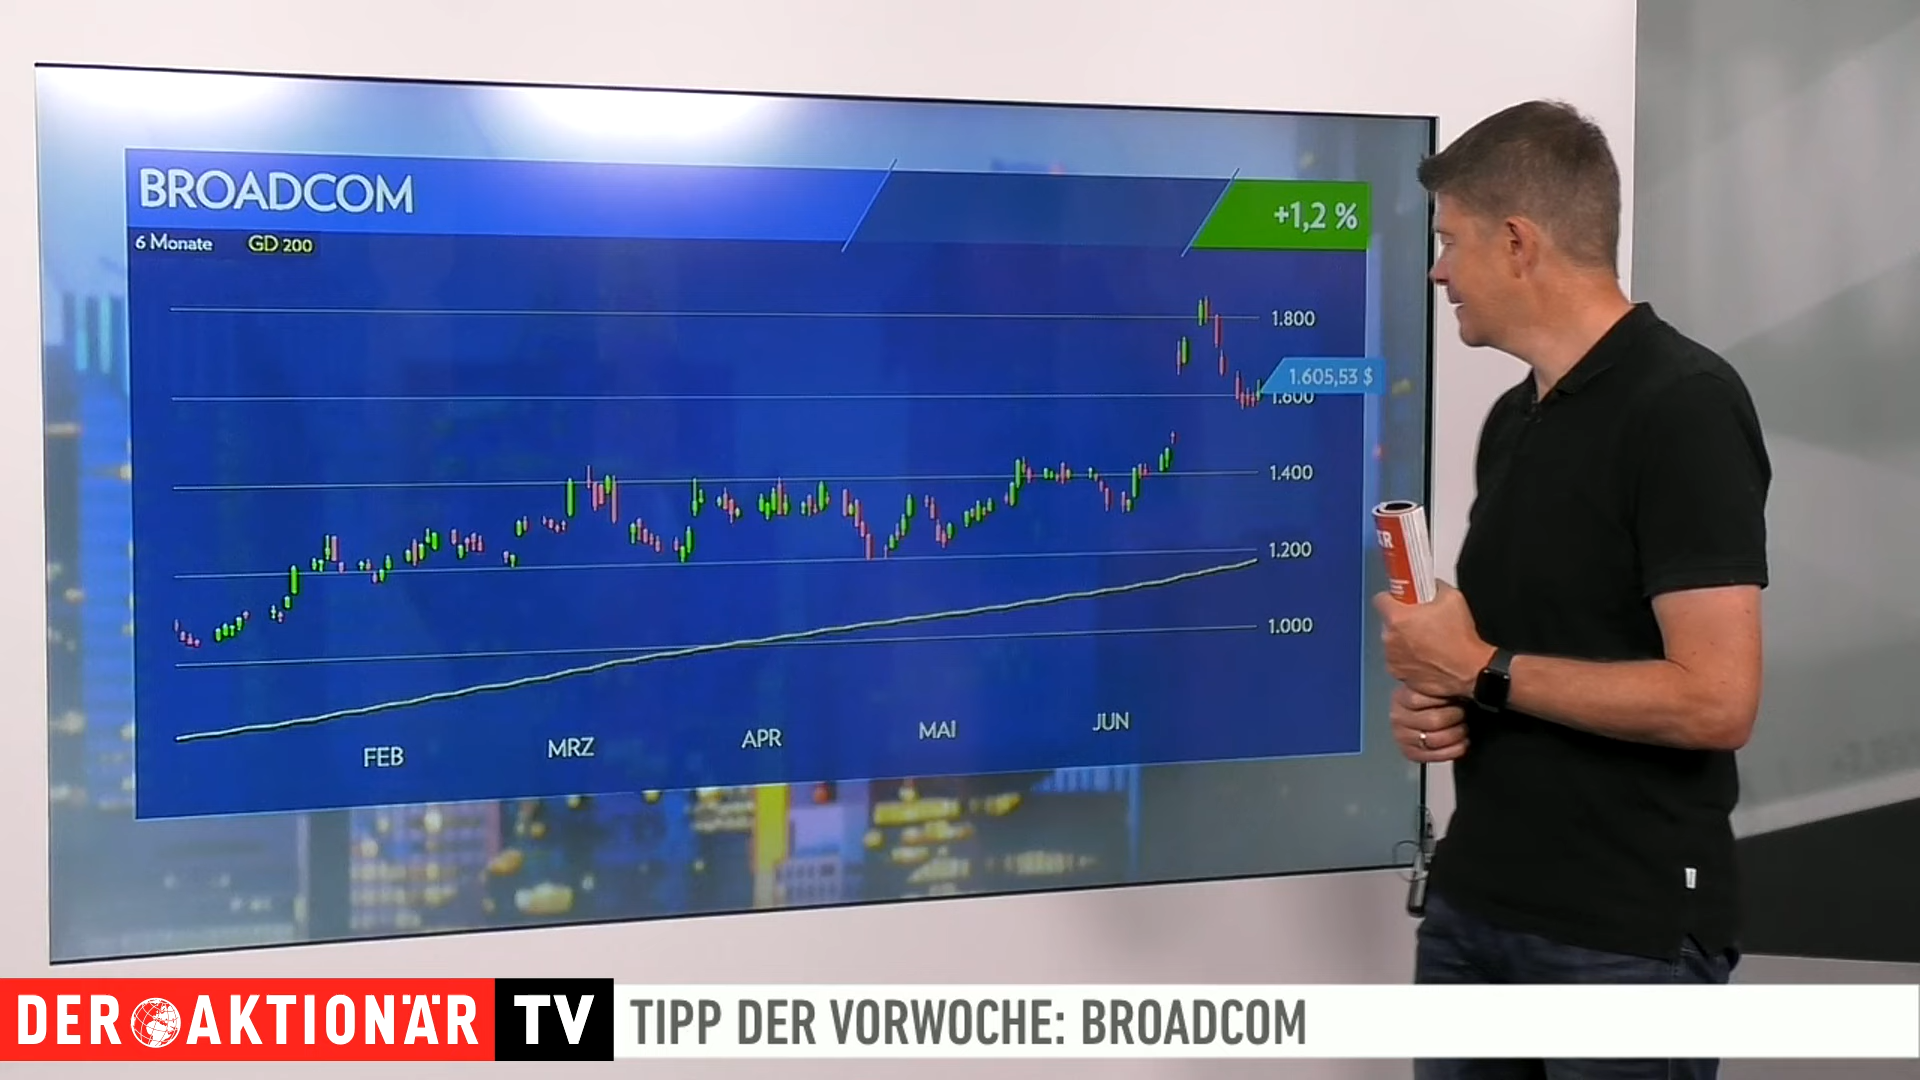 BROADCOM
+1,2 %
6 Monate GD 200
1.800
1.605,53 $
1.600
1.400
1.200
1.000
FEB MRZ APR MAI JUN
DER AKTIONÄR TV TIPP DER VORWOCHE: BROADCOM